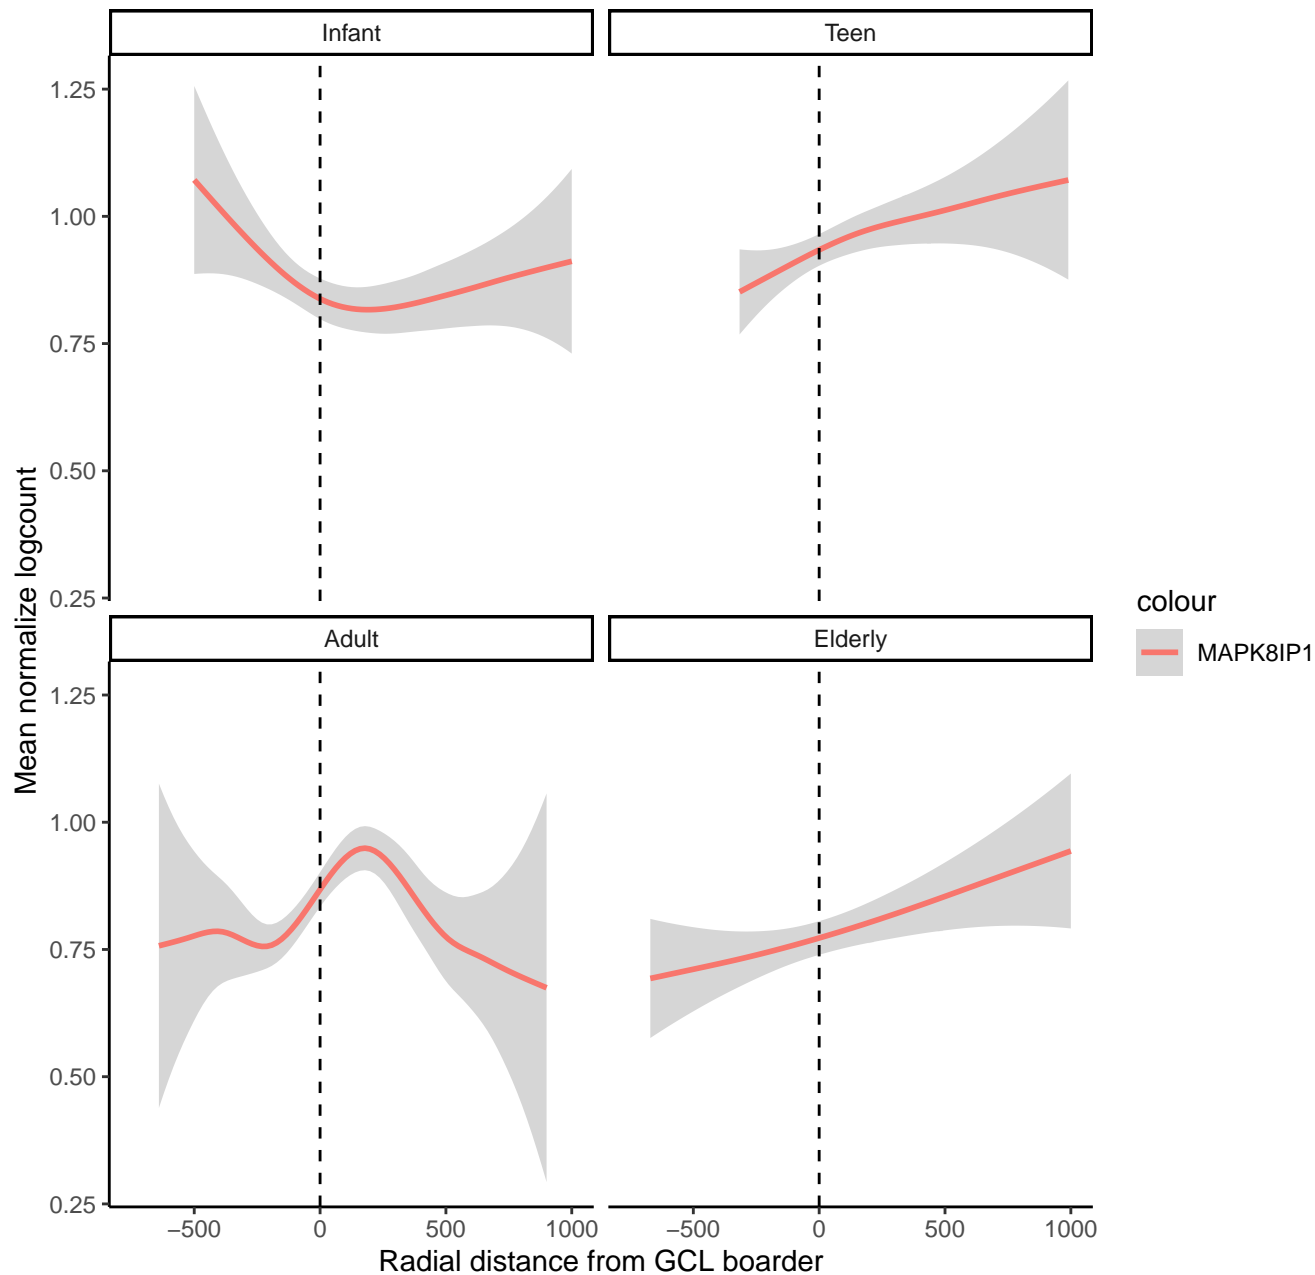 Infant
Teen
1.25
1.00
0.75
0.50
0.25
Adult
Elderly
1.25
1.00
0.75
0.50
0.25
−500 0 500 1000
−500 0 500 1000
Radial distance from GCL boarder
Mean normalize logcount
colour
MAPK8IP1